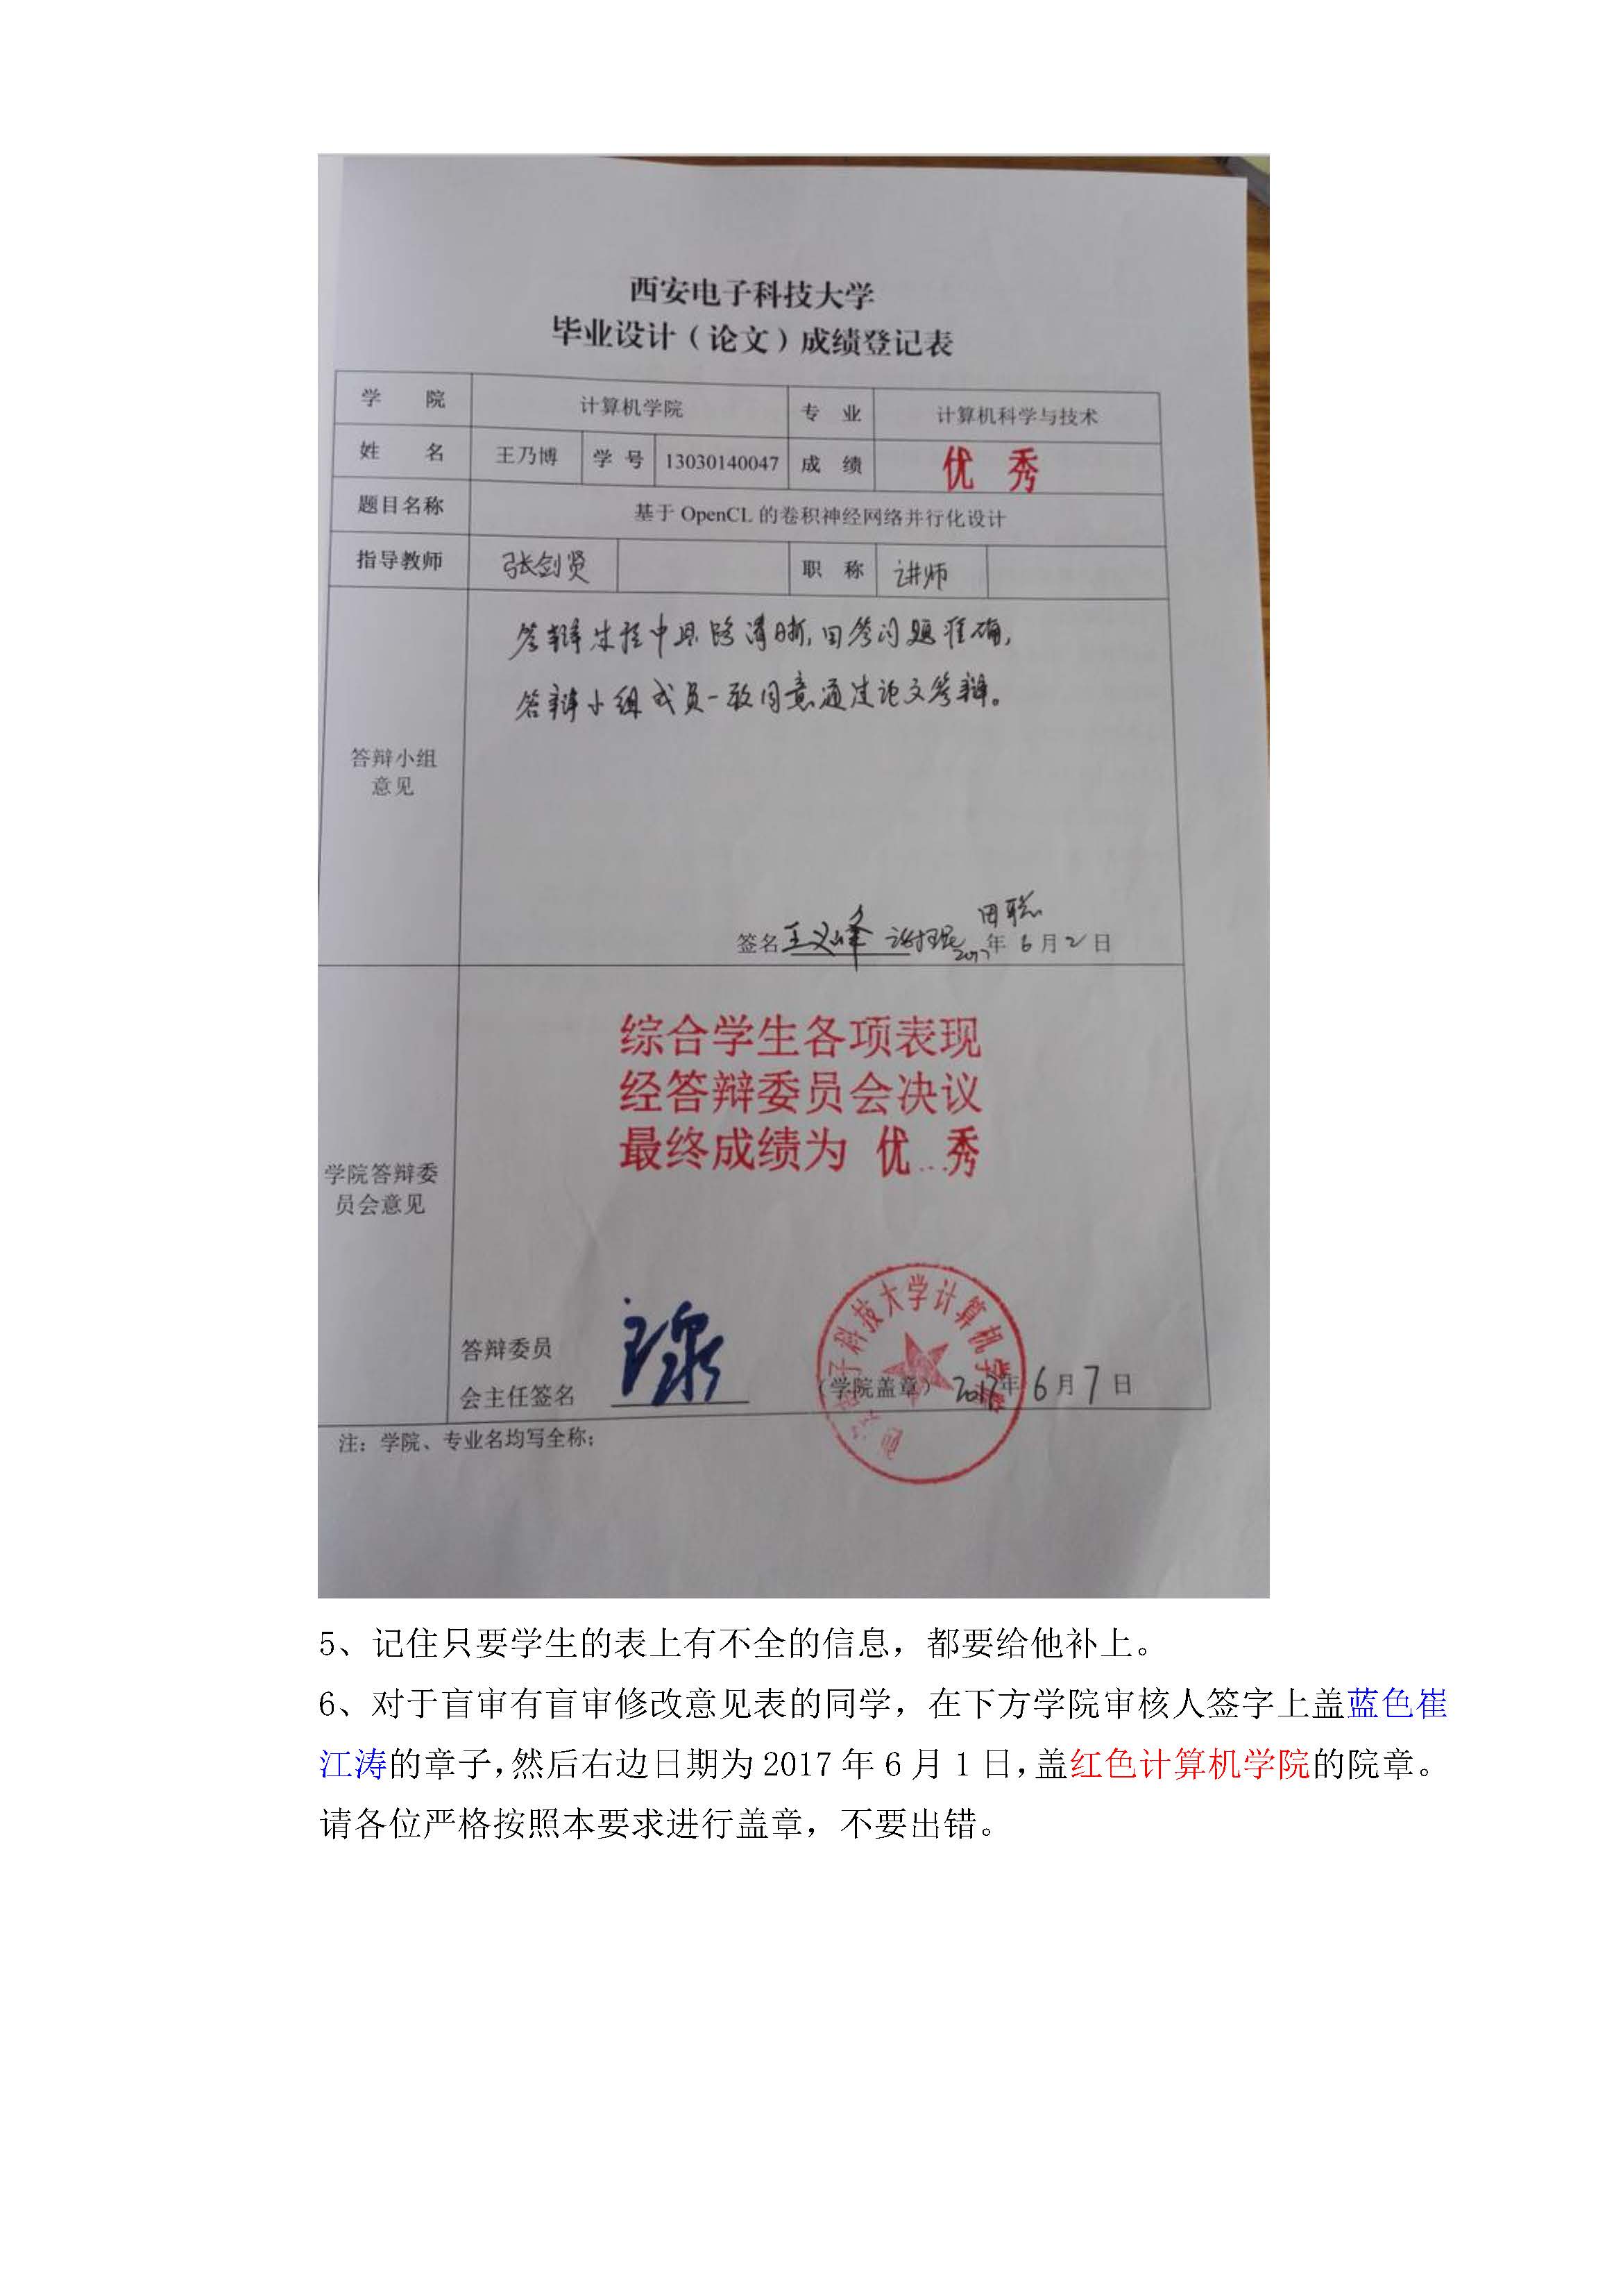 西安电子科技大学
毕业设计（论文）成绩登记表
学 院 计算机学院 专 业 计算机科学与技术
姓 名 王乃博 学 号 13030140047 成 绩 优 秀
题目名称 基于 OpenCL 的卷积神经网络并行化设计
指导教师 张剑贤 职 称 讲师
答辩过程中思路清晰,回答问题准确,
答辩小组成员一致同意通过论文答辩。
答辩小组
意见
田聪
签名 王义峰 2017年 6 月 2 日
综合学生各项表现
经答辩委员会决议
最终成绩为 优...秀
学院答辩委
员会意见
答辩委员
会主任签名
西安电子科技大学计算机学院
（学院盖章） 2017年 6 月 7 日
注：学院、专业名均写全称；
5、记住只要学生的表上有不全的信息，都要给他补上。
6、对于盲审有盲审修改意见表的同学，在下方学院审核人签字上盖蓝色崔
江涛的章子，然后右边日期为 2017 年 6 月 1 日，盖红色计算机学院的院章。
请各位严格按照本要求进行盖章，不要出错。